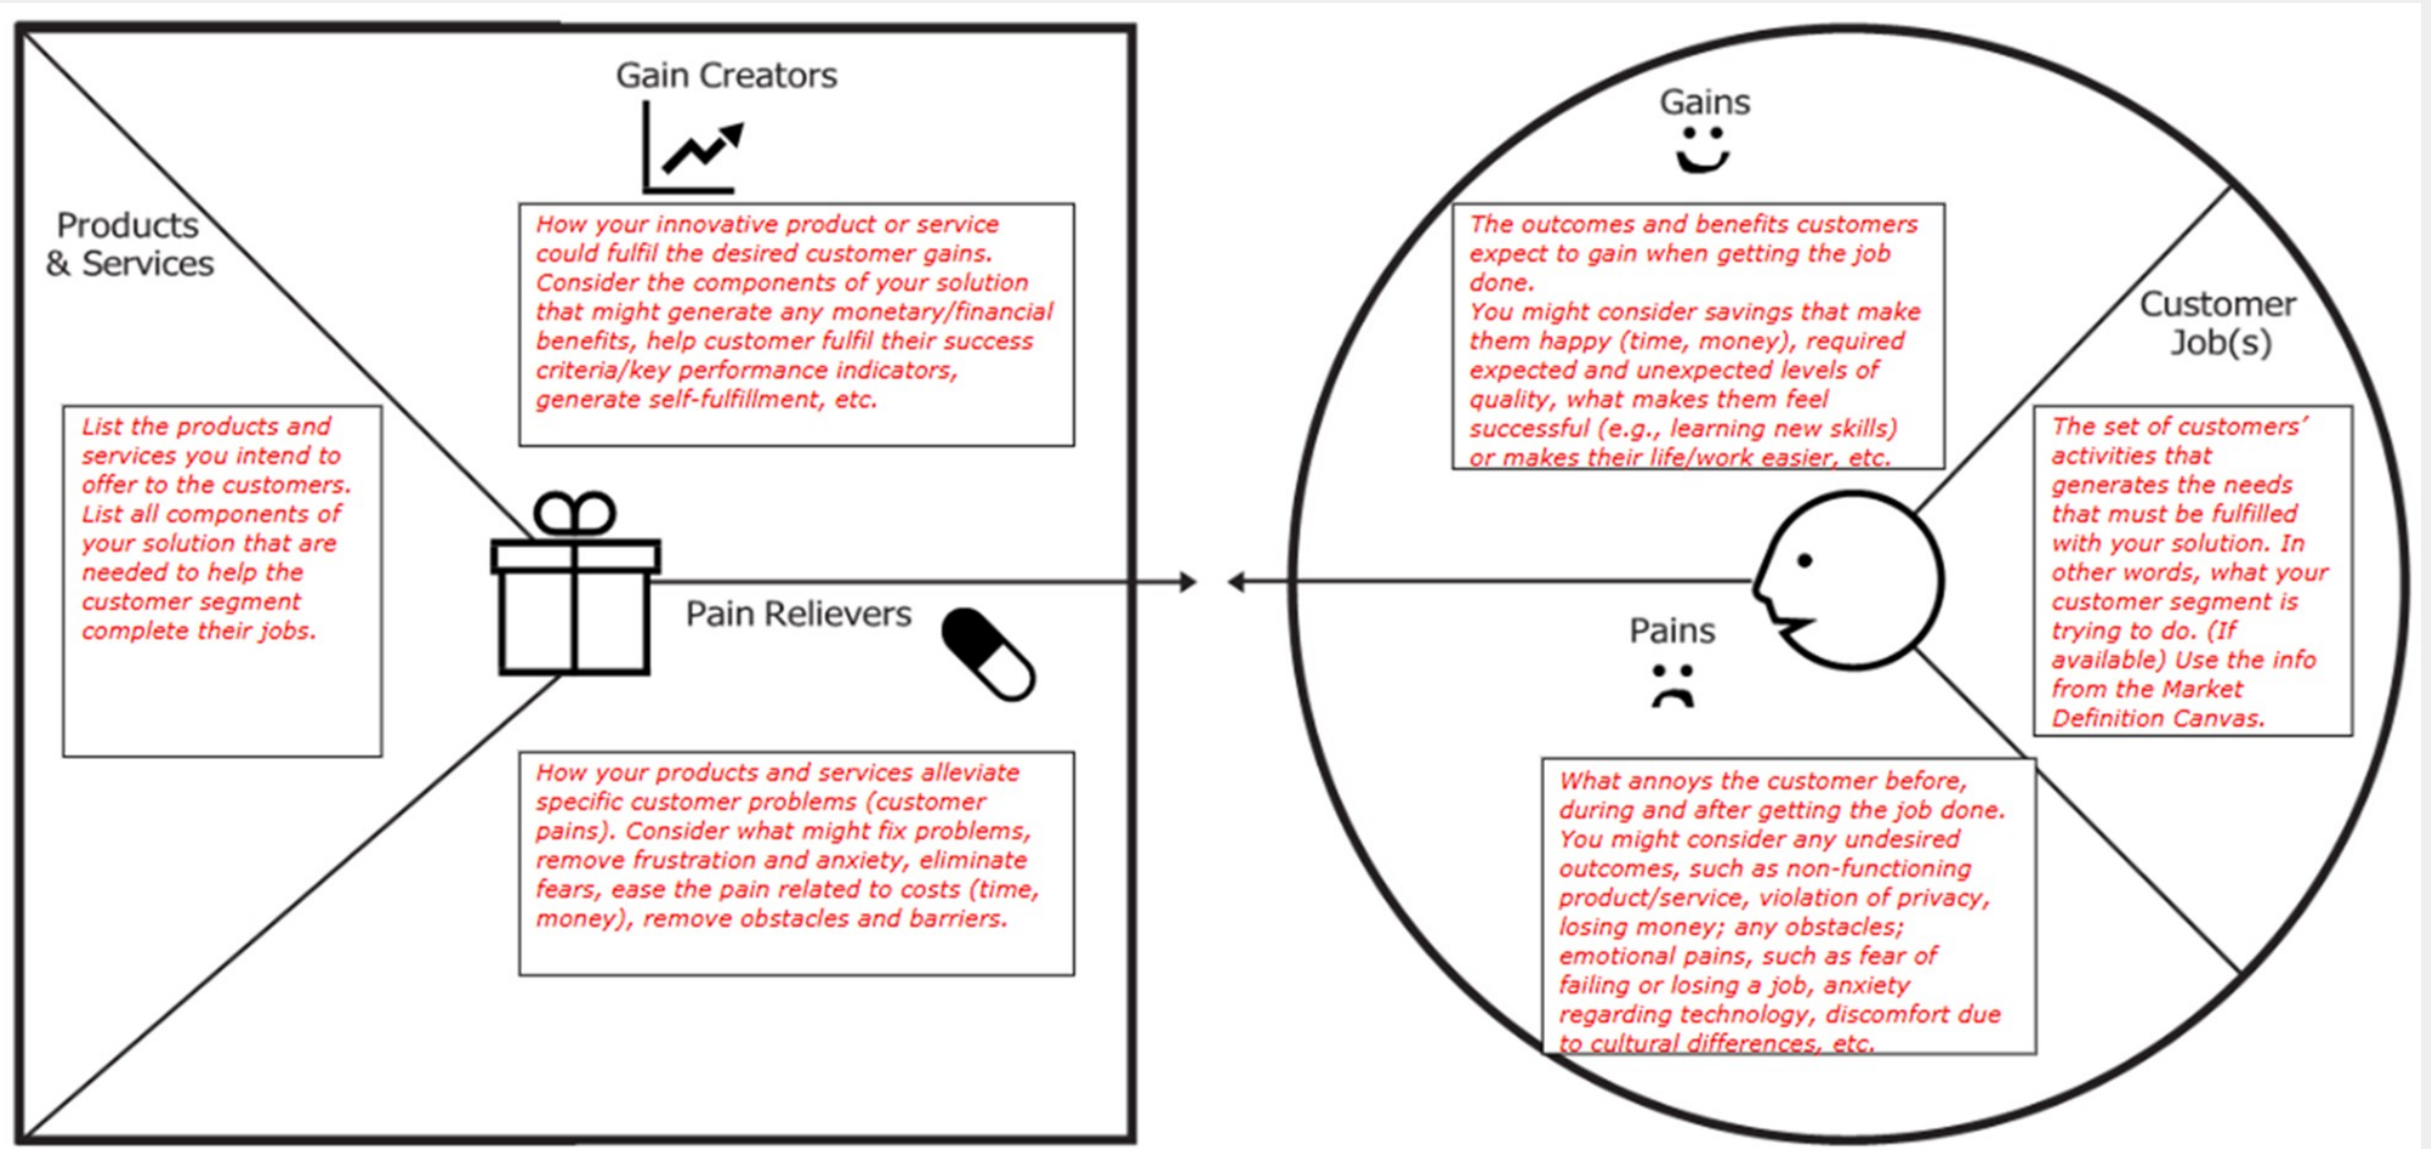 Gain Creators
How your innovative product or service
could fulfil the desired customer gains.
Consider the components of your solution
that might generate any monetary/financial
benefits, help customer fulfil their success
criteria/key performance indicators,
generate self-fulfillment, etc.
Products
& Services
List the products and
services you intend to
offer to the customers.
List all components of
your solution that are
needed to help the
customer segment
complete their jobs.
Pain Relievers
How your products and services alleviate
specific customer problems (customer
pains). Consider what might fix problems,
remove frustration and anxiety, eliminate
fears, ease the pain related to costs (time,
money), remove obstacles and barriers.
Gains
The outcomes and benefits customers
expect to gain when getting the job
done.
You might consider savings that make
them happy (time, money), required
expected and unexpected levels of
quality, what makes them feel
successful (e.g., learning new skills)
or makes their life/work easier, etc.
Customer
Job(s)
The set of customers’
activities that
generates the needs
that must be fulfilled
with your solution. In
other words, what your
customer segment is
trying to do. (If
available) Use the info
from the Market
Definition Canvas.
Pains
What annoys the customer before,
during and after getting the job done.
You might consider any undesired
outcomes, such as non-functioning
product/service, violation of privacy,
losing money; any obstacles;
emotional pains, such as fear of
failing or losing a job, anxiety
regarding technology, discomfort due
to cultural differences, etc.